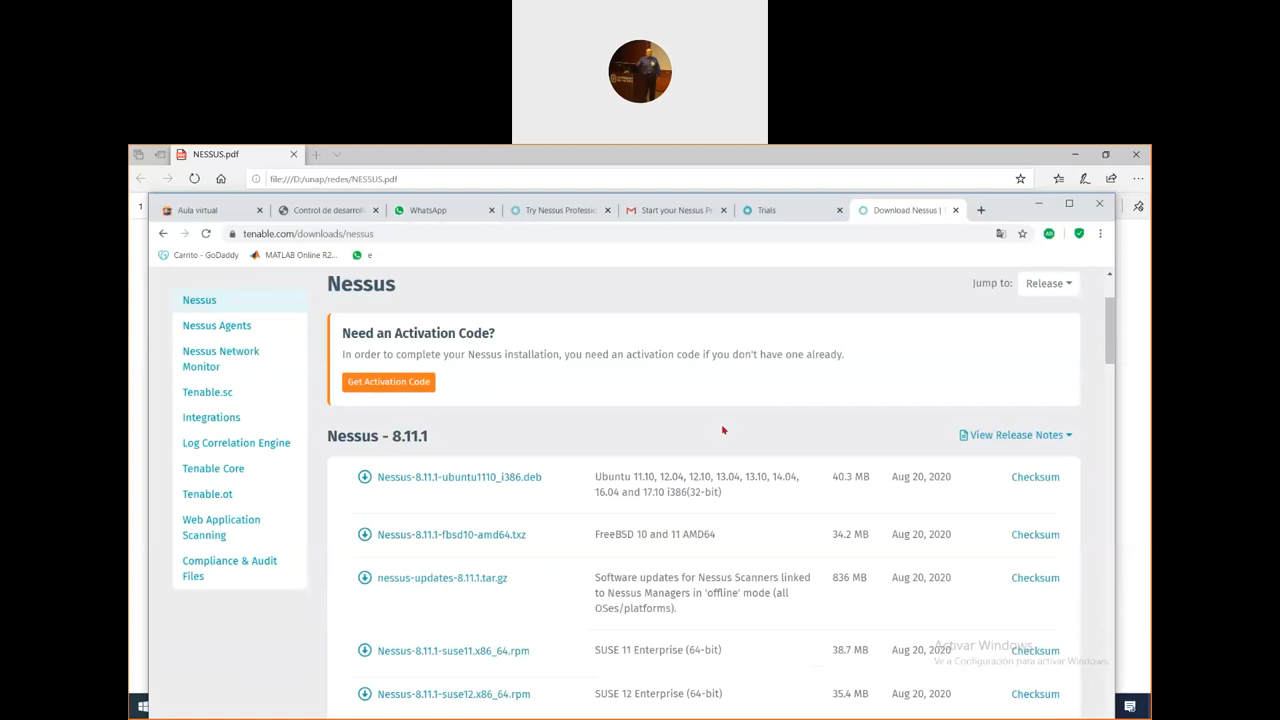 NESSUS.pdf
file:///D:/unap/redes/NESSUS.pdf
1
Aula virtual
Control de desarroll
WhatsApp
Try Nessus Professio
Start your Nessus Pr
Trials
Download Nessus |
tenable.com/downloads/nessus
Carrito - GoDaddy
MATLAB Online R2...
e
Nessus
Jump to:
Release
Nessus
Nessus Agents
Nessus Network
Monitor
Tenable.sc
Integrations
Log Correlation Engine
Tenable Core
Tenable.ot
Web Application
Scanning
Compliance & Audit
Files
Need an Activation Code?
In order to complete your Nessus installation, you need an activation code if you don't have one already.
Get Activation Code
Nessus - 8.11.1
View Release Notes
Nessus-8.11.1-ubuntu1110_i386.deb
Ubuntu 11.10, 12.04, 12.10, 13.04, 13.10, 14.04,
16.04 and 17.10 i386(32-bit)
40.3 MB
Aug 20, 2020
Checksum
Nessus-8.11.1-fbsd10-amd64.txz
FreeBSD 10 and 11 AMD64
34.2 MB
Aug 20, 2020
Checksum
nessus-updates-8.11.1.tar.gz
Software updates for Nessus Scanners linked
to Nessus Managers in 'offline' mode (all
OSes/platforms).
836 MB
Aug 20, 2020
Checksum
Nessus-8.11.1-suse11.x86_64.rpm
SUSE 11 Enterprise (64-bit)
38.7 MB
Aug 20, 2020
Checksum
Nessus-8.11.1-suse12.x86_64.rpm
SUSE 12 Enterprise (64-bit)
35.4 MB
Aug 20, 2020
Checksum
Activar Windows
Ve a Configuración para activar Windows.